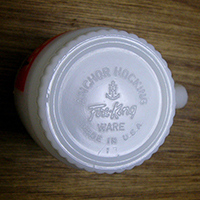 ANCHOR HOCKING
Fire-King
WARE
MADE IN U.S.A.